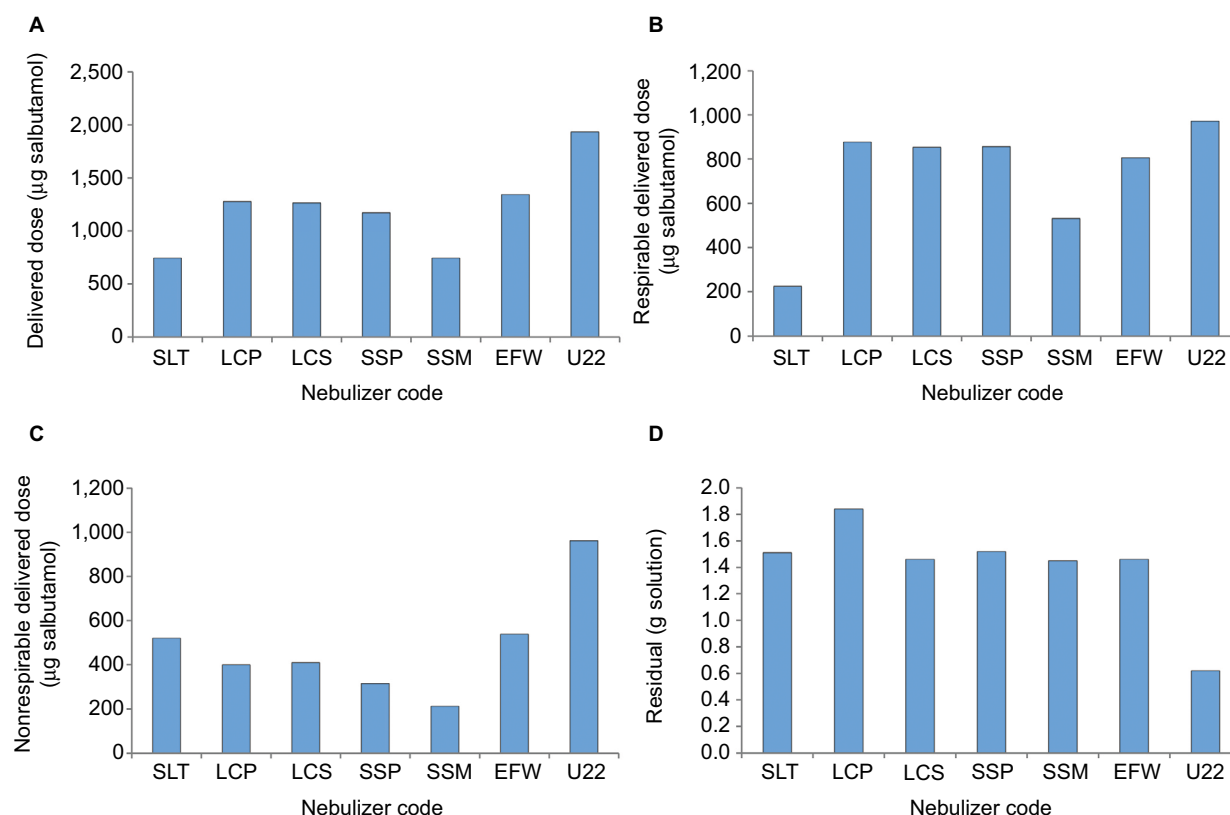 A
Delivered dose (µg salbutamol)
2,500
2,000
1,500
1,000
500
0
SLT LCP LCS SSP SSM EFW U22
Nebulizer code
B
Respirable delivered dose
(µg salbutamol)
1,200
1,000
800
600
400
200
0
SLT LCP LCS SSP SSM EFW U22
Nebulizer code
C
Nonrespirable delivered dose
(µg salbutamol)
1,200
1,000
800
600
400
200
0
SLT LCP LCS SSP SSM EFW U22
Nebulizer code
D
Residual (g solution)
2.0
1.8
1.6
1.4
1.2
1.0
0.8
0.6
0.4
0.2
0.0
SLT LCP LCS SSP SSM EFW U22
Nebulizer code